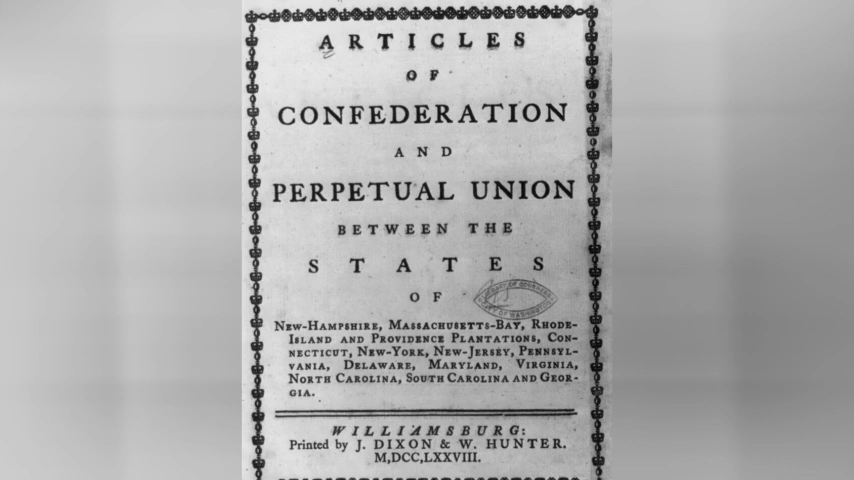 ARTICLES
OF
CONFEDERATION
AND
PERPETUAL UNION
BETWEEN THE
STATES
OF
NEW-HAMPSHIRE, MASSACHUSETTS-BAY, RHODE-
ISLAND AND PROVIDENCE PLANTATIONS, CON-
NECTICUT, NEW-YORK, NEW-JERSEY, PENNSYL-
VANIA, DELAWARE, MARYLAND, VIRGINIA,
NORTH CAROLINA, SOUTH CAROLINA AND GEOR-
GIA.
WILLIAMSBURG:
Printed by J. DIXON & W. HUNTER.
M,DCC,LXXVIII.